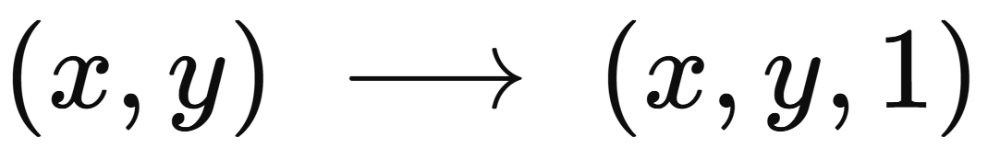 (x, y) ⟶ (x, y, 1)